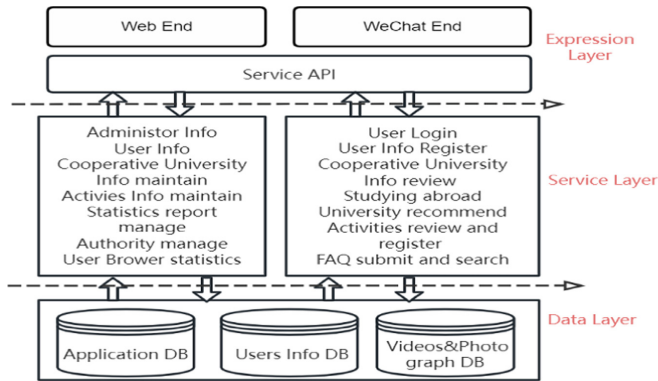 Web End
WeChat End
Expression
Layer
Service API
Administor Info
User Info
Cooperative University
Info maintain
Activies Info maintain
Statistics report
manage
Authority manage
User Brower statistics
User Login
User Info Register
Cooperative University
Info review
Studying abroad
University recommend
Activities review and
register
FAQ submit and search
Service Layer
Application DB
Users Info DB
Videos&Photo
graph DB
Data Layer